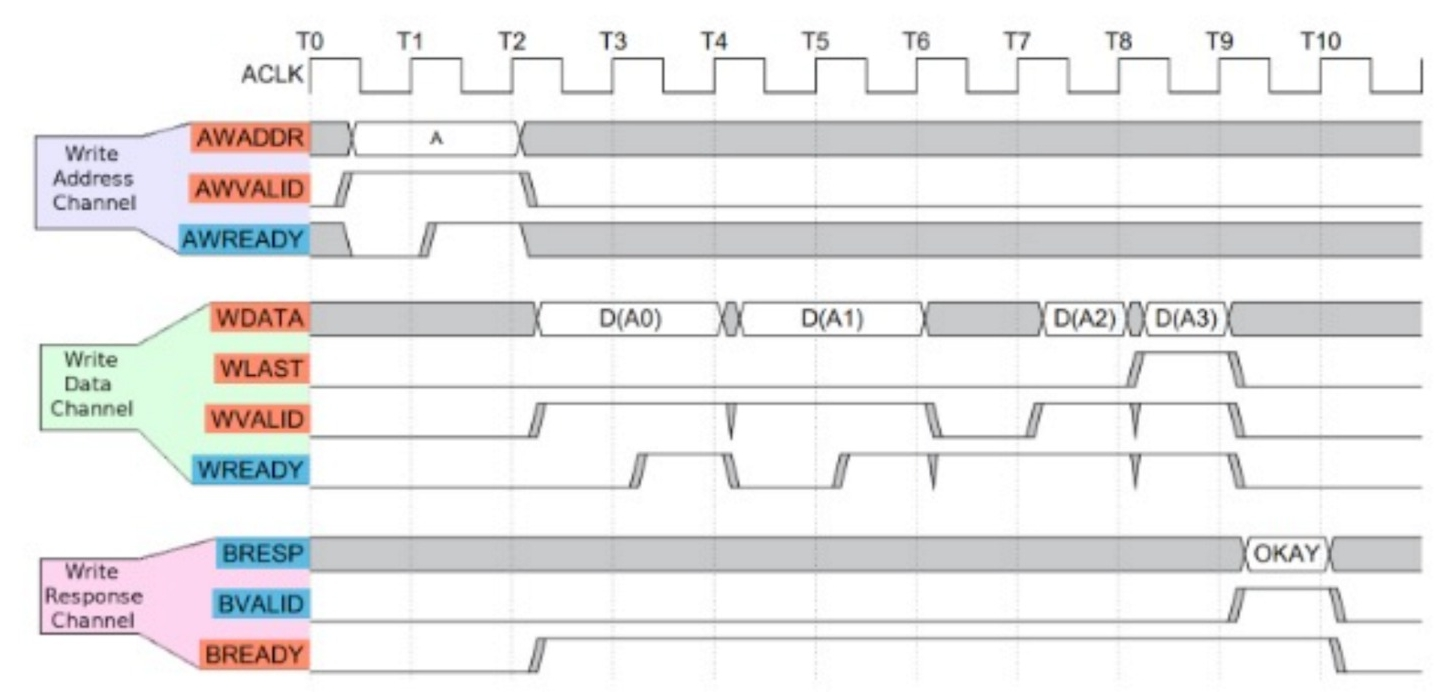 T0 T1 T2 T3 T4 T5 T6 T7 T8 T9 T10
ACLK
Write
Address
Channel
AWADDR
A
AWVALID
AWREADY
Write
Data
Channel
WDATA
D(A0) D(A1) D(A2) D(A3)
WLAST
WVALID
WREADY
Write
Response
Channel
BRESP
OKAY
BVALID
BREADY